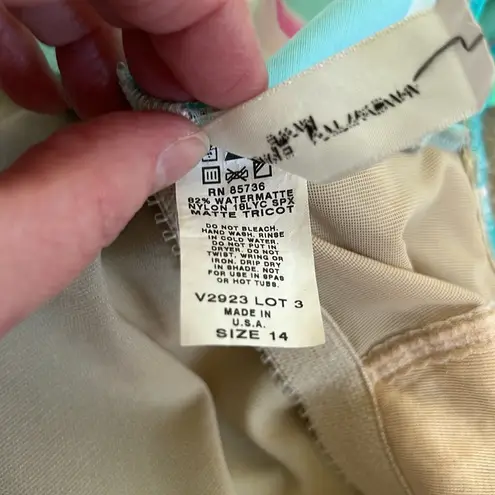 RN 85736
82% WATERMATTE
NYLON 18LYC SPX
MATTE TRICOT
DO NOT BLEACH.
HAND WASH. RINSE
IN COLD WATER.
DO NOT PUT IN
DRYER. DO NOT
TWIST, WRING OR
IRON. DRIP DRY
IN SHADE. NOT
FOR USE IN SPAS
OR HOT TUBS.
V2923 LOT 3
MADE IN
U.S.A.
SIZE 14